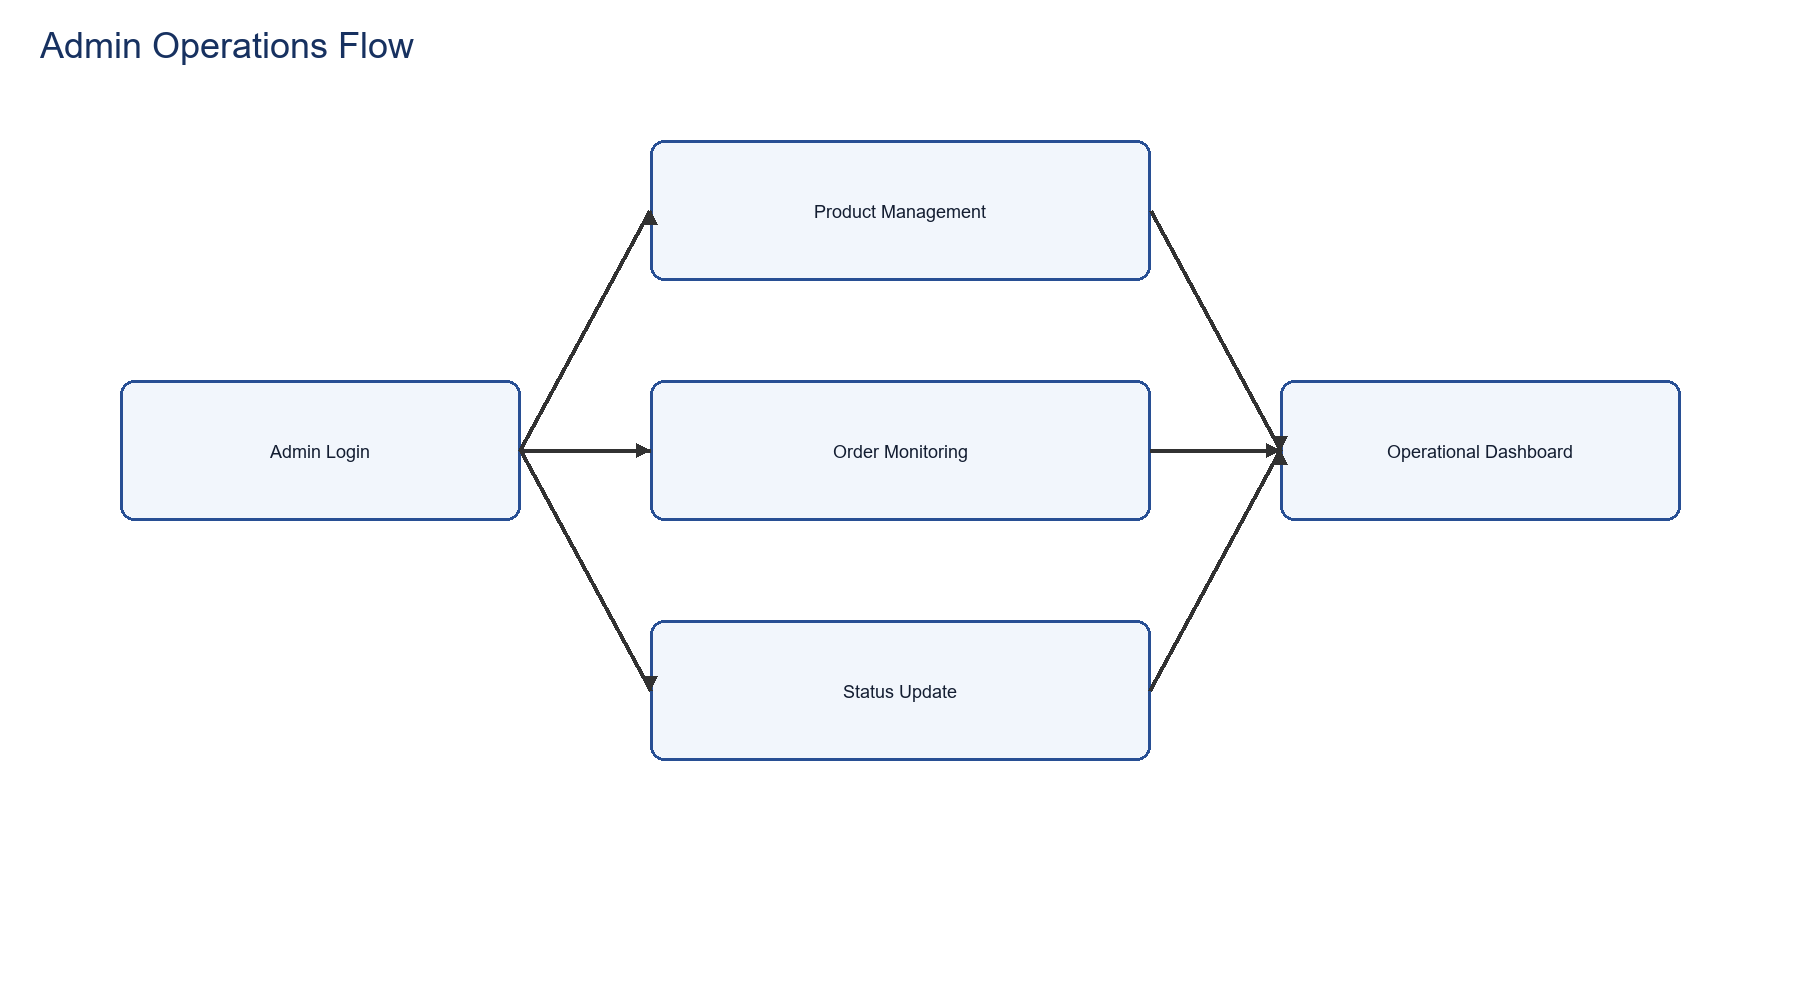 Admin Operations Flow
Product Management
Admin Login
Order Monitoring
Operational Dashboard
Status Update